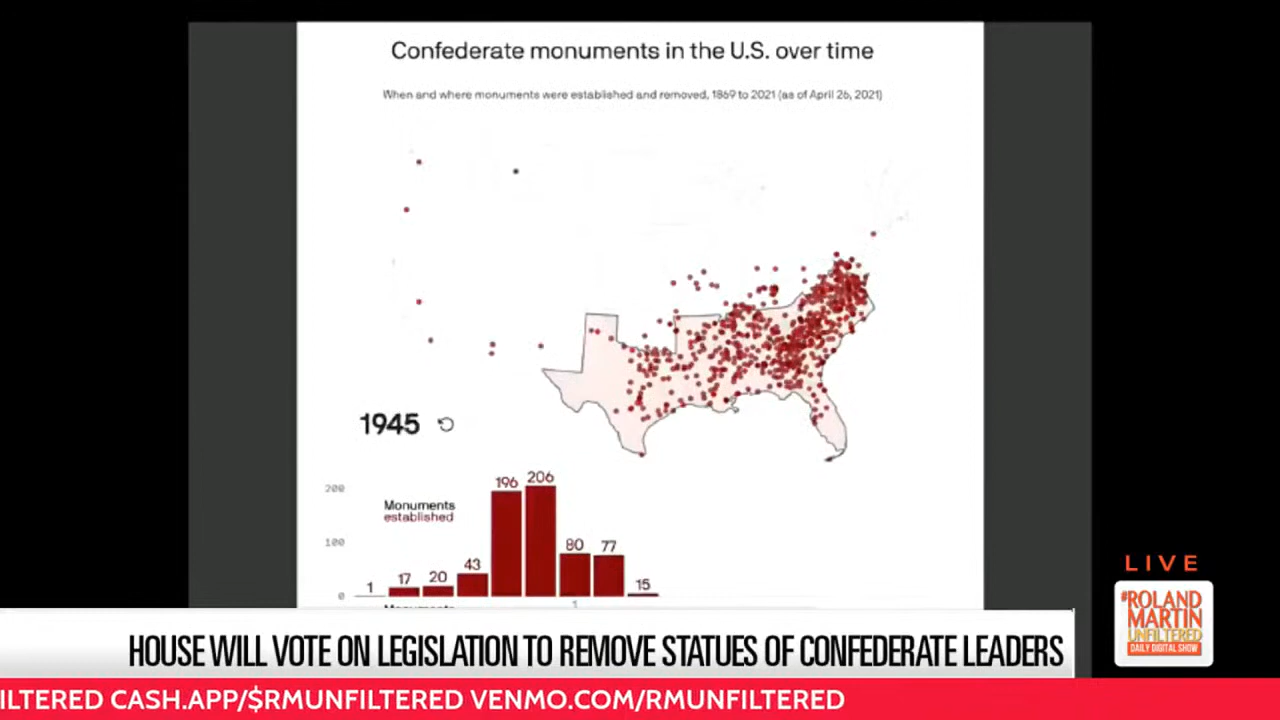 Confederate monuments in the U.S. over time
When and where monuments were established and removed, 1869 to 2021 (as of April 26, 2021)
1945
200
100
0
Monuments
established
1
17
20
43
196
206
80
77
15
Monuments
1
LIVE
#ROLAND
MARTIN
UNFILTERED
DAILY DIGITAL SHOW
HOUSE WILL VOTE ON LEGISLATION TO REMOVE STATUES OF CONFEDERATE LEADERS
ILTERED CASH.APP/$RMUNFILTERED VENMO.COM/RMUNFILTERED